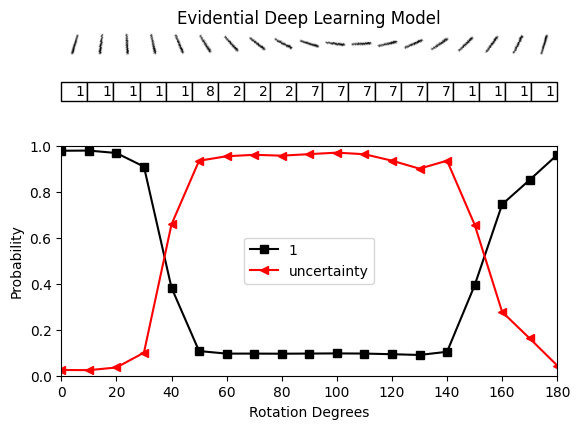 Evidential Deep Learning Model
1 1 1 1 1 8 2 2 2 7 7 7 7 7 7 1 1 1 1
1.0
0.8
0.6
0.4
0.2
0.0
Probability
1
uncertainty
0 20 40 60 80 100 120 140 160 180
Rotation Degrees